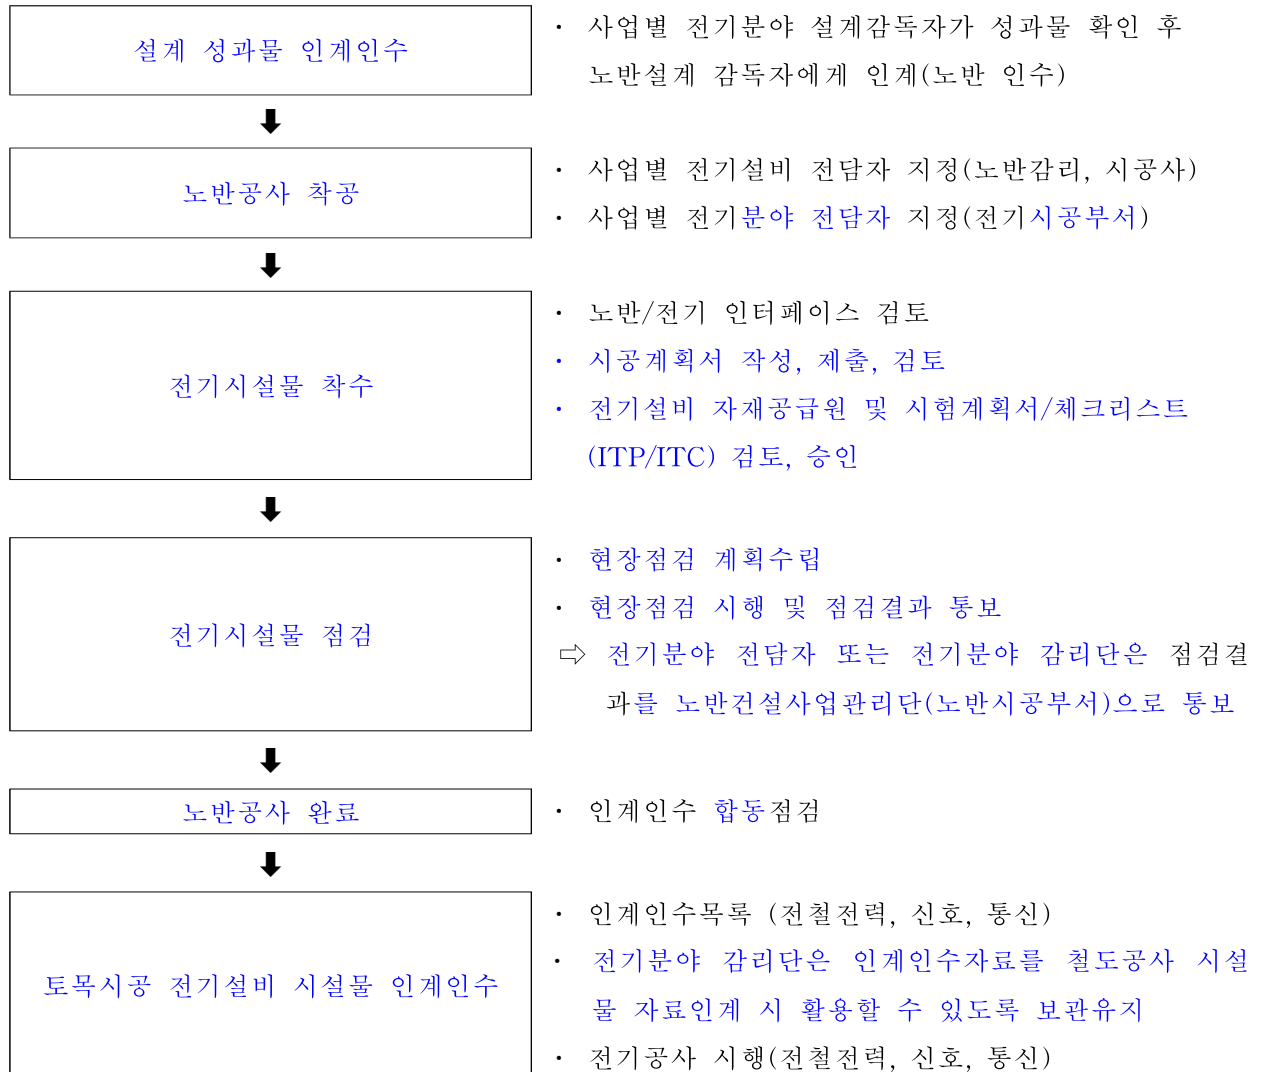 설계 성과물 인계인수
· 사업별 전기분야 설계감독자가 성과물 확인 후
노반설계 감독자에게 인계(노반 인수)
노반공사 착공
· 사업별 전기설비 전담자 지정(노반감리, 시공사)
· 사업별 전기분야 전담자 지정(전기시공부서)
전기시설물 착수
· 노반/전기 인터페이스 검토
· 시공계획서 작성, 제출, 검토
· 전기설비 자재공급원 및 시험계획서/체크리스트
(ITP/ITC) 검토, 승인
전기시설물 점검
· 현장점검 계획수립
· 현장점검 시행 및 점검결과 통보
⇨ 전기분야 전담자 또는 전기분야 감리단은 점검결
과를 노반건설사업관리단(노반시공부서)으로 통보
노반공사 완료
· 인계인수 합동점검
토목시공 전기설비 시설물 인계인수
· 인계인수목록 (전철전력, 신호, 통신)
· 전기분야 감리단은 인계인수자료를 철도공사 시설
물 자료인계 시 활용할 수 있도록 보관유지
· 전기공사 시행(전철전력, 신호, 통신)